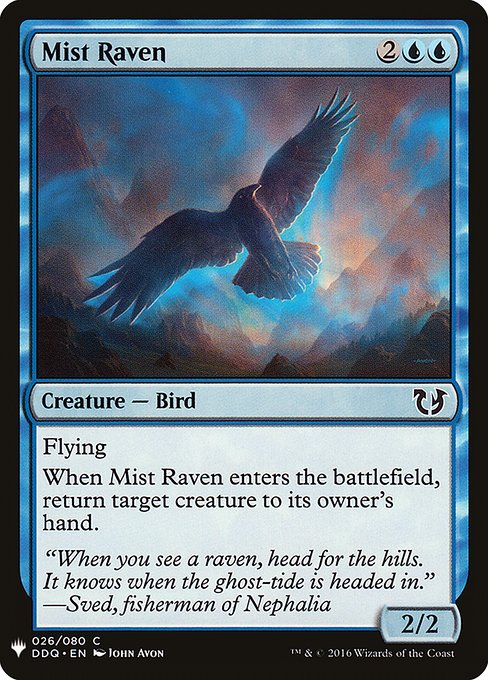 Mist Raven 2
AVON
Creature — Bird
Flying
When Mist Raven enters the battlefield,
return target creature to its owner's
hand.
“When you see a raven, head for the hills.
It knows when the ghost-tide is headed in.”
—Sved, fisherman of Nephalia
2/2
026/080 C
DDQ • EN JOHN AVON
™ & © 2016 Wizards of the Coast